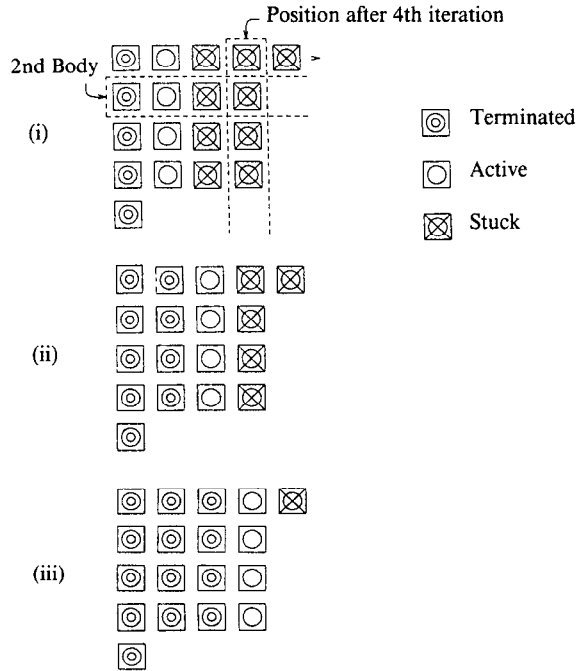 Position after 4th iteration
2nd Body
(i)
Terminated
Active
Stuck
(ii)
(iii)